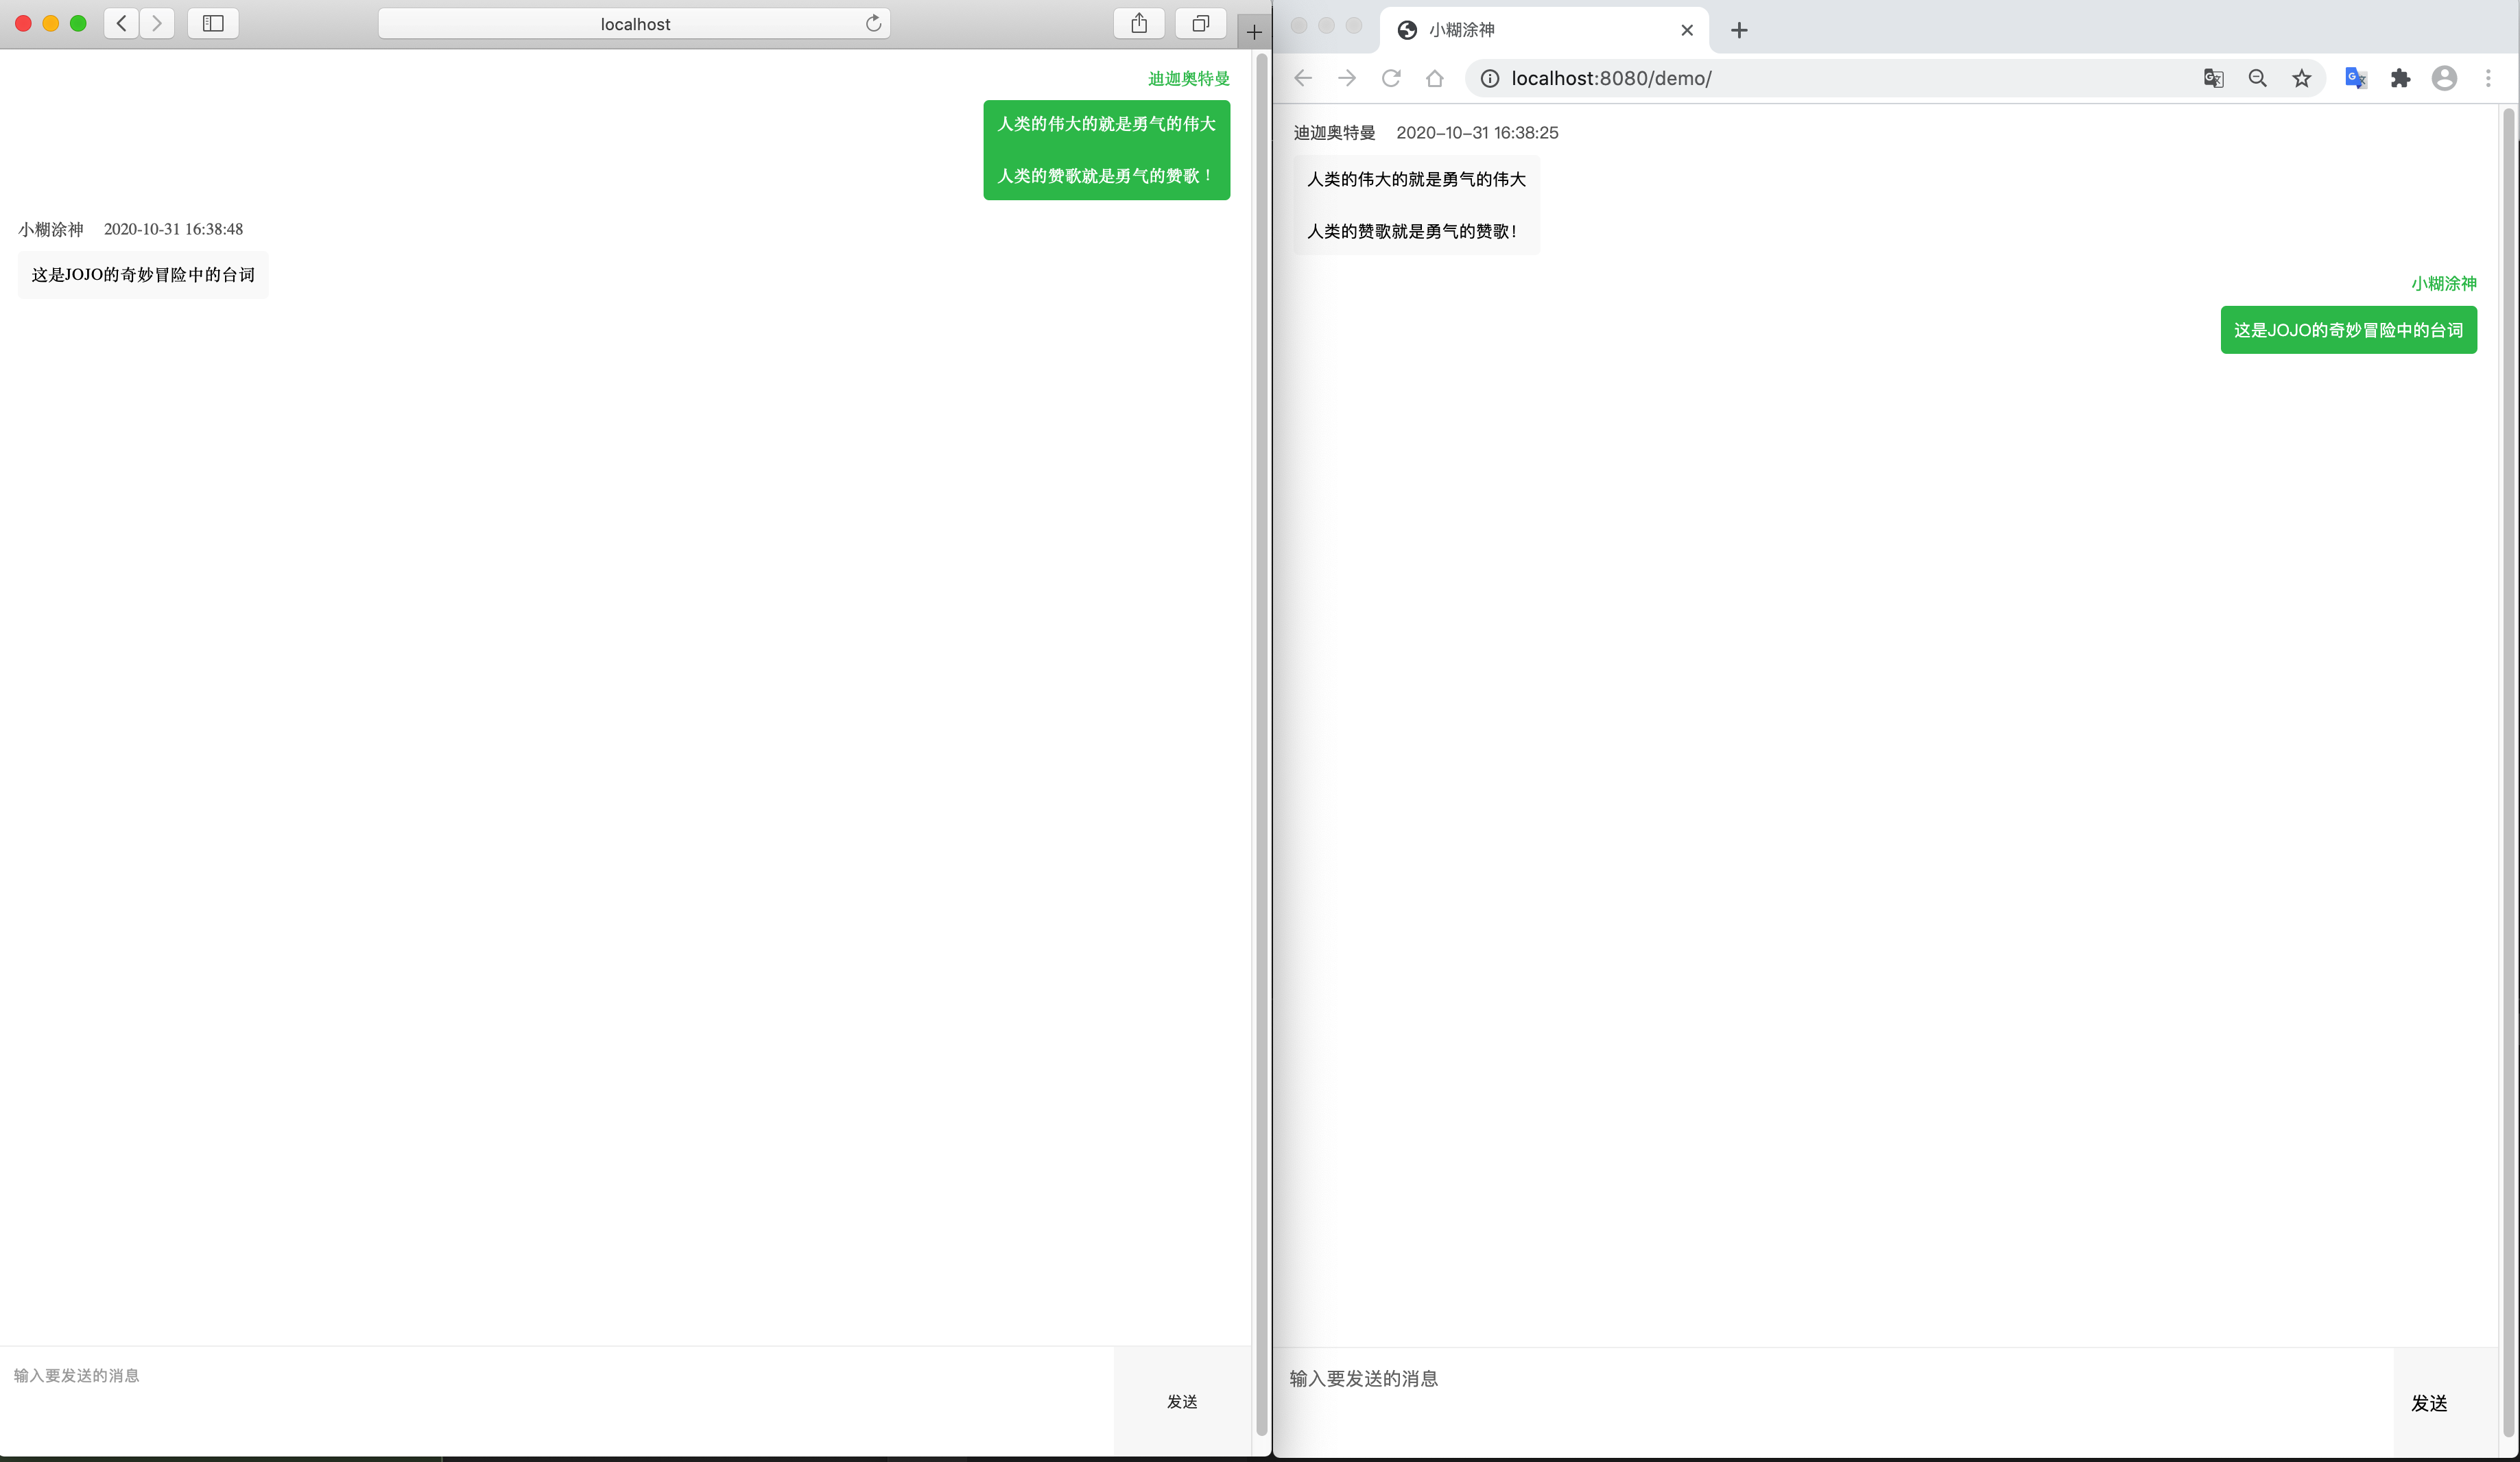 localhost
迪迦奥特曼
人类的伟大的就是勇气的伟大
人类的赞歌就是勇气的赞歌！
小糊涂神 2020-10-31 16:38:48
这是JOJO的奇妙冒险中的台词
输入要发送的消息
发送
小糊涂神
localhost:8080/demo/
迪迦奥特曼 2020-10-31 16:38:25
人类的伟大的就是勇气的伟大
人类的赞歌就是勇气的赞歌！
小糊涂神
这是JOJO的奇妙冒险中的台词
输入要发送的消息
发送